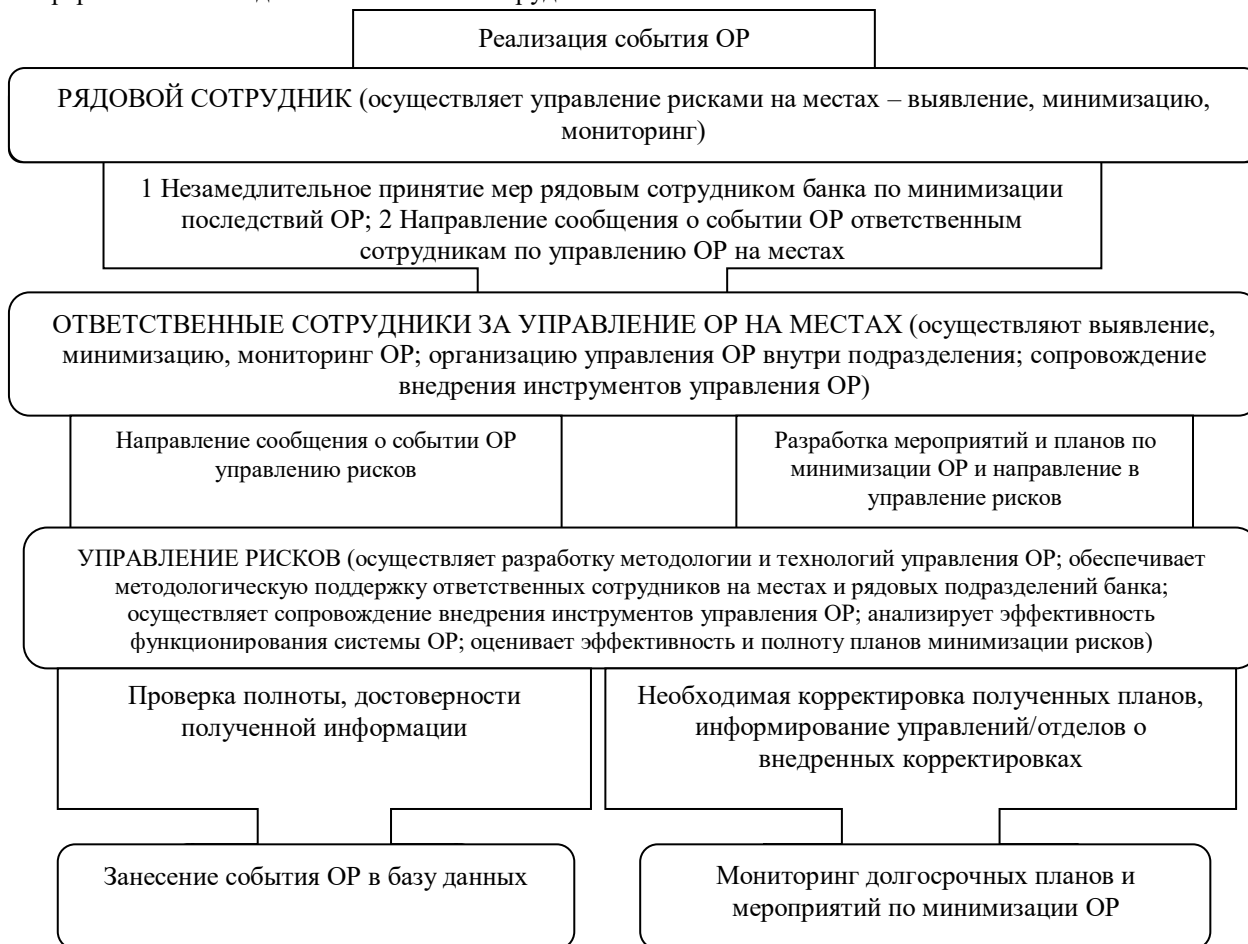 Реализация события ОР
РЯДОВОЙ СОТРУДНИК (осуществляет управление рисками на местах – выявление, минимизацию,
мониторинг)
1 Незамедлительное принятие мер рядовым сотрудником банка по минимизации
последствий ОР; 2 Направление сообщения о событии ОР ответственным
сотрудникам по управлению ОР на местах
ОТВЕТСТВЕННЫЕ СОТРУДНИКИ ЗА УПРАВЛЕНИЕ ОР НА МЕСТАХ (осуществляют выявление,
минимизацию, мониторинг ОР; организацию управления ОР внутри подразделения; сопровождение
внедрения инструментов управления ОР)
Направление сообщения о событии ОР
управлению рисков
Разработка мероприятий и планов по
минимизации ОР и направление в
управление рисков
УПРАВЛЕНИЕ РИСКОВ (осуществляет разработку методологии и технологий управления ОР; обеспечивает
методологическую поддержку ответственных сотрудников на местах и рядовых подразделений банка;
осуществляет сопровождение внедрения инструментов управления ОР; анализирует эффективность
функционирования системы ОР; оценивает эффективность и полноту планов минимизации рисков)
Проверка полноты, достоверности
полученной информации
Необходимая корректировка полученных планов,
информирование управлений/отделов о
внедренных корректировках
Занесение события ОР в базу данных
Мониторинг долгосрочных планов и
мероприятий по минимизации ОР